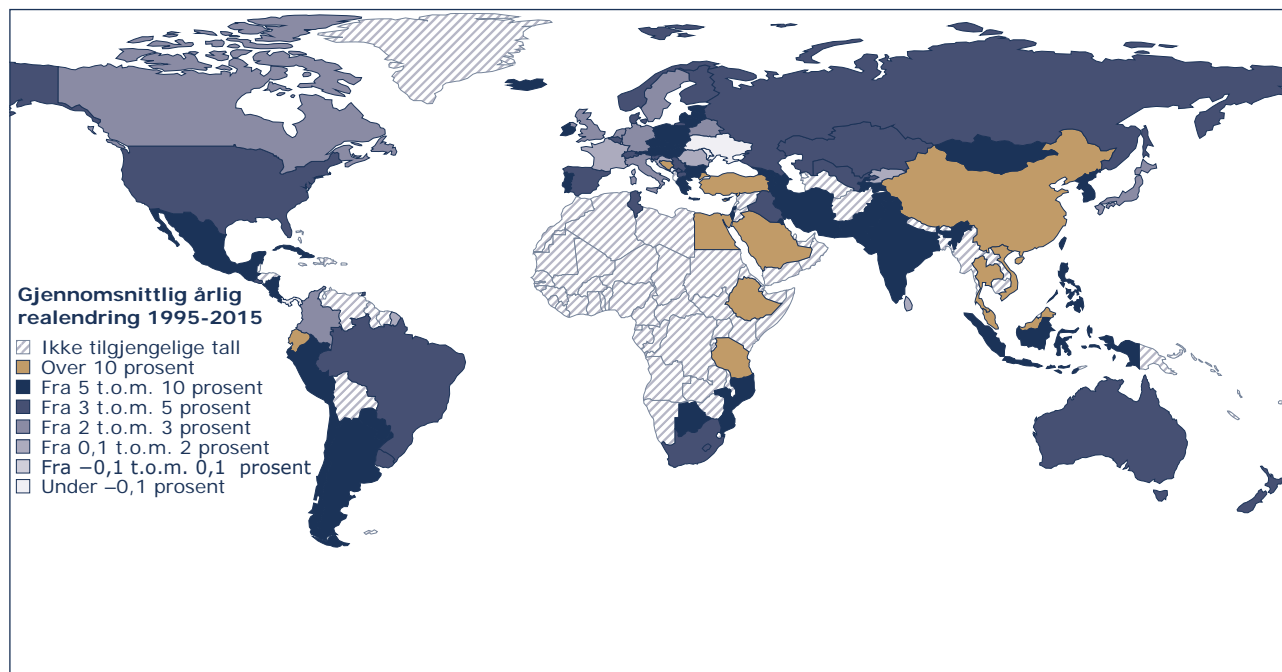 Gjennomsnittlig årlig
realendring 1995-2015
Ikke tilgjengelige tall
Over 10 prosent
Fra 5 t.o.m. 10 prosent
Fra 3 t.o.m. 5 prosent
Fra 2 t.o.m. 3 prosent
Fra 0,1 t.o.m. 2 prosent
Fra −0,1 t.o.m. 0,1 prosent
Under −0,1 prosent